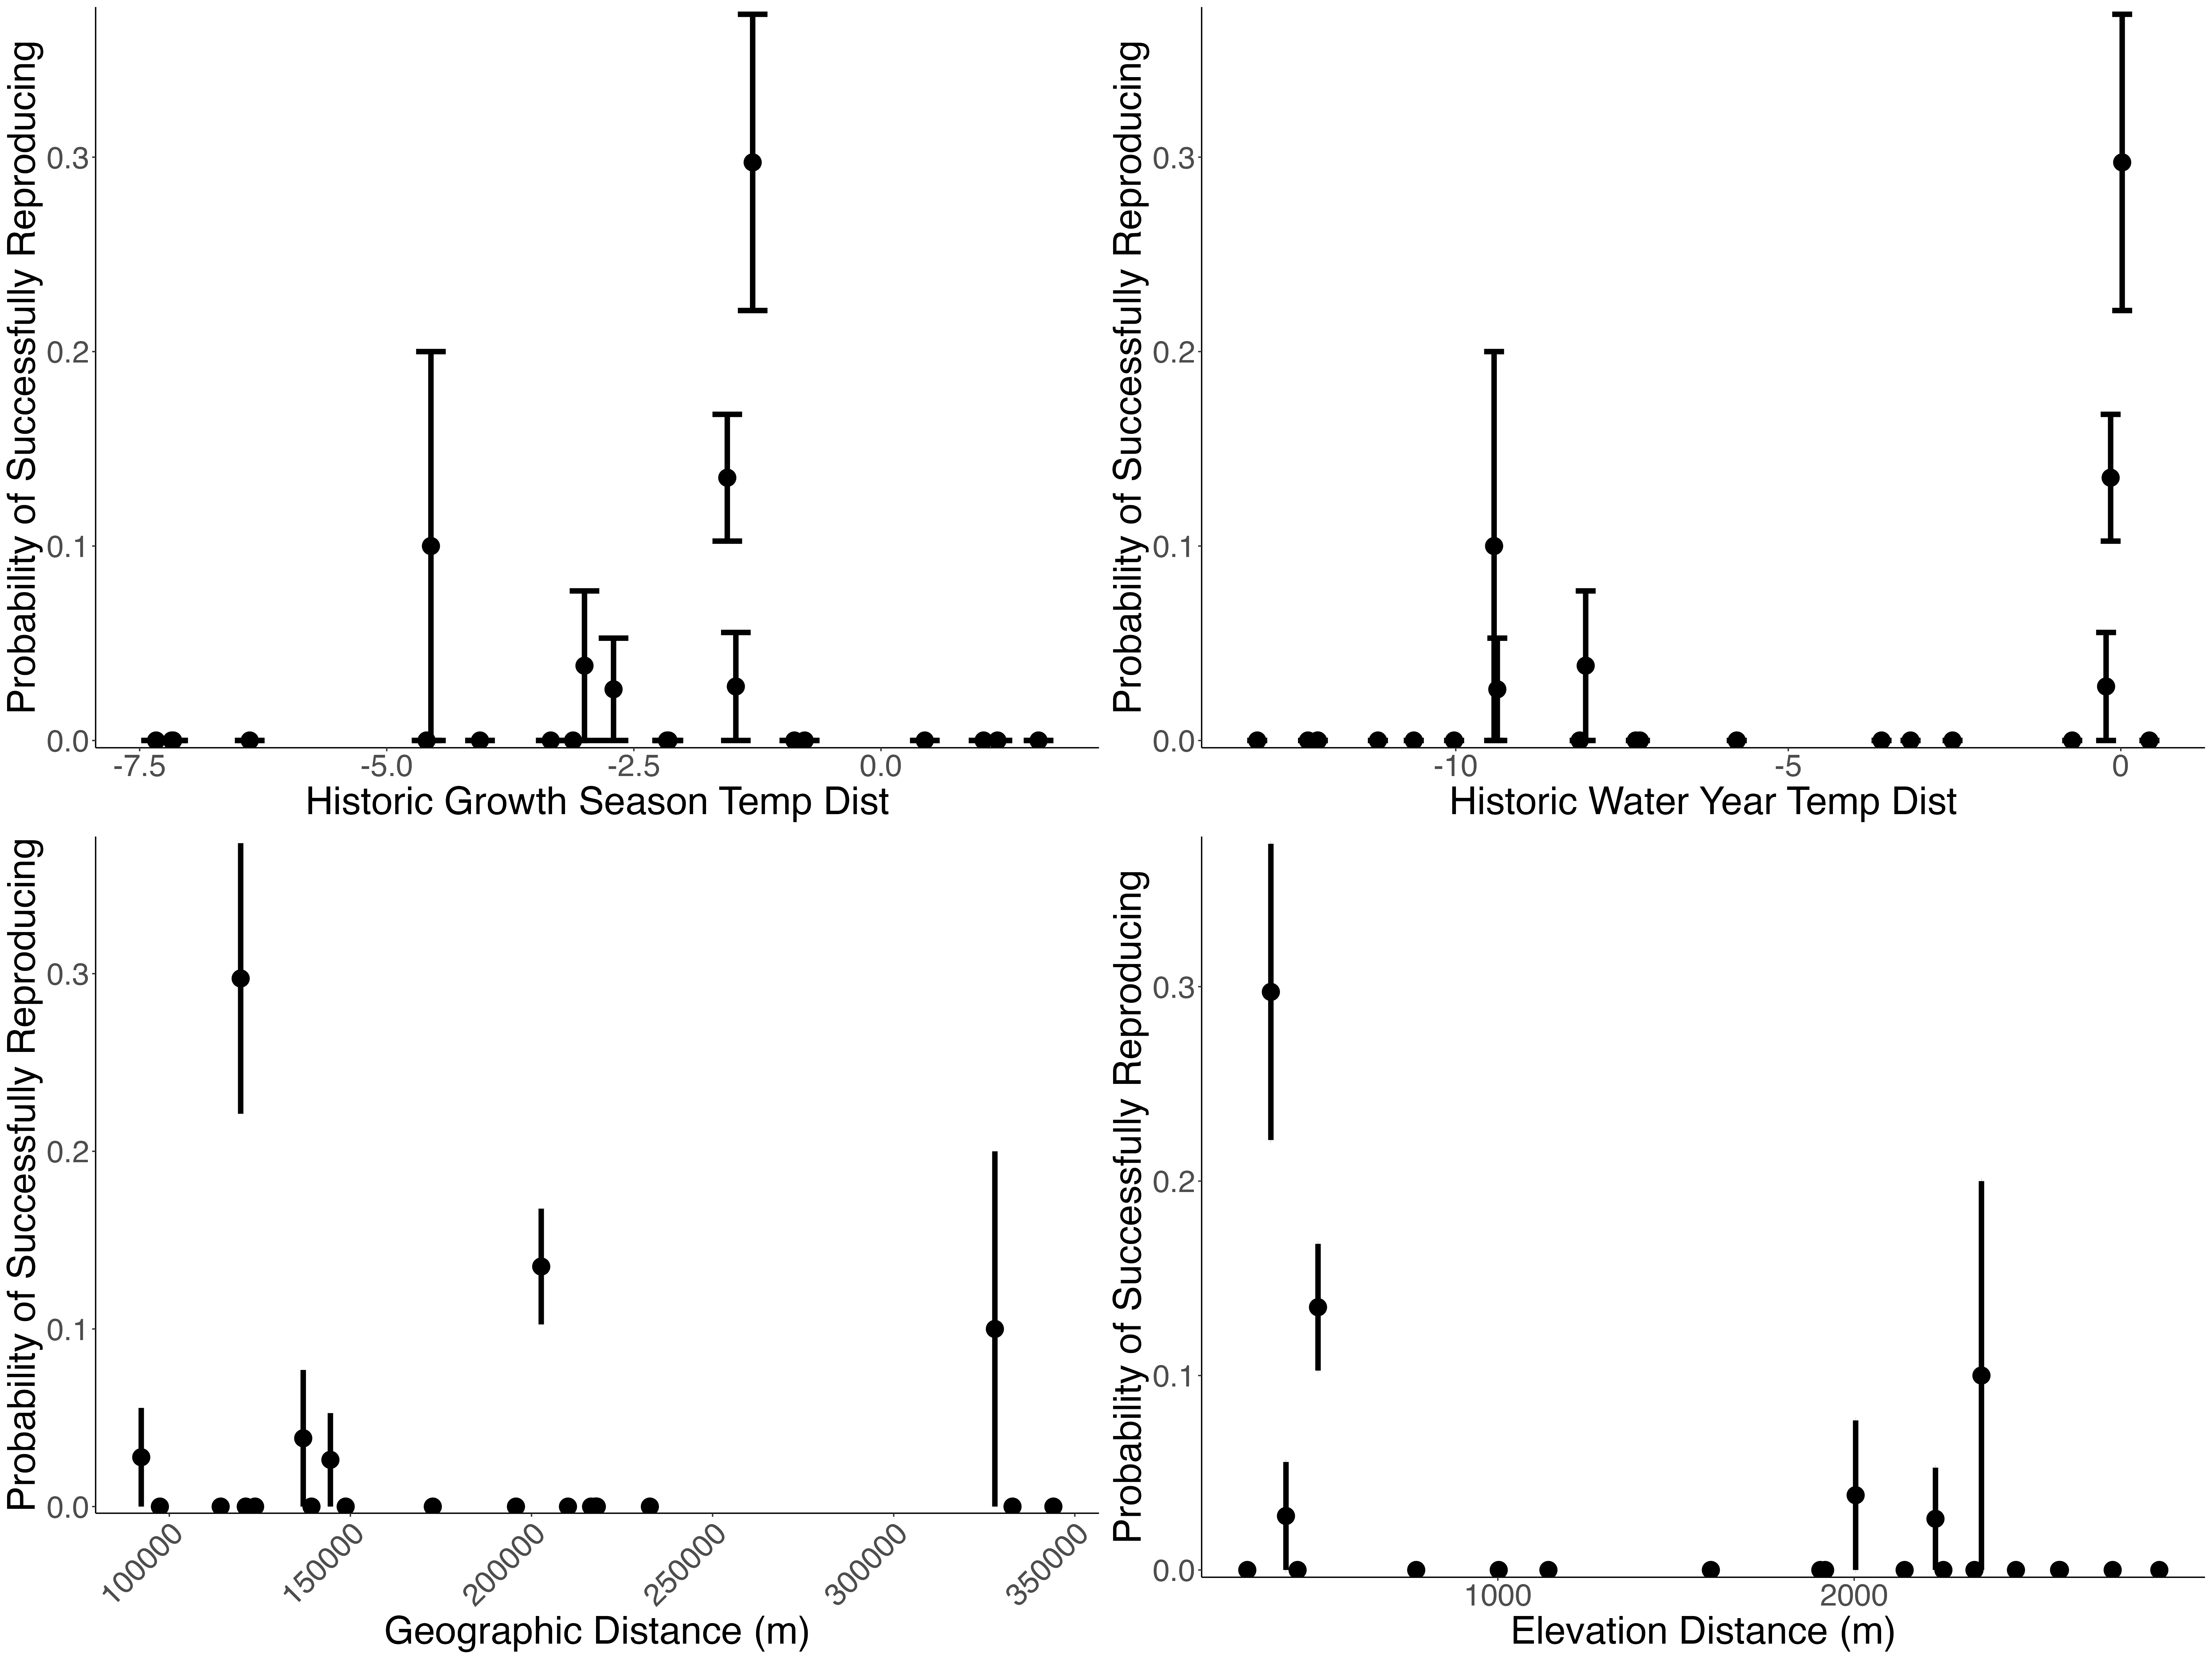 Probability of Successfully Reproducing
0.3
0.2
0.1
0.0
-7.5 -5.0 -2.5 0.0
Historic Growth Season Temp Dist
Probability of Successfully Reproducing
0.3
0.2
0.1
0.0
-10 -5 0
Historic Water Year Temp Dist
Probability of Successfully Reproducing
0.3
0.2
0.1
0.0
100000 150000 200000 250000 300000 350000
Geographic Distance (m)
Probability of Successfully Reproducing
0.3
0.2
0.1
0.0
1000 2000
Elevation Distance (m)